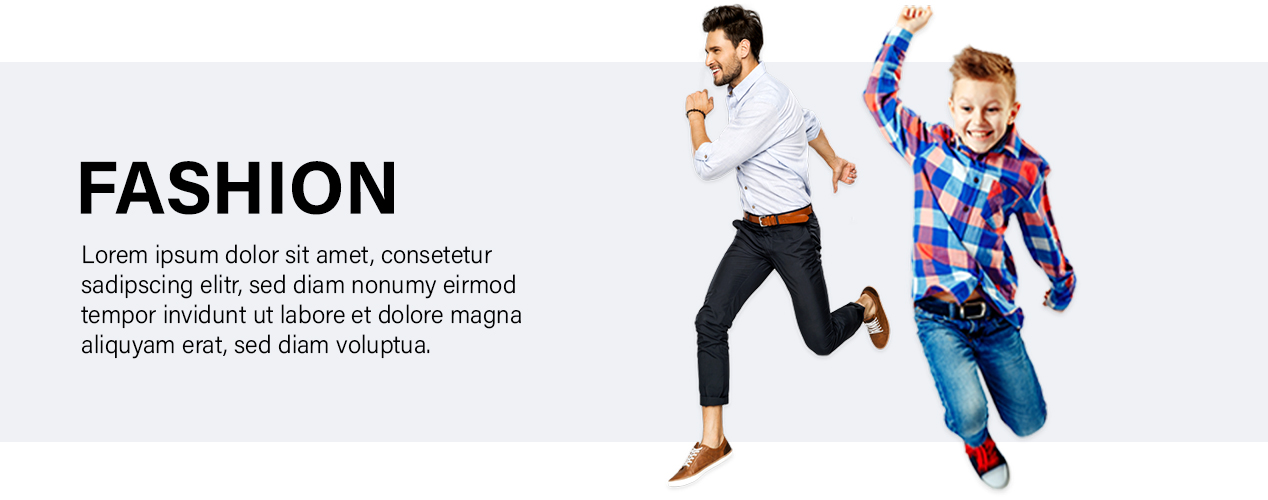 FASHION
Lorem ipsum dolor sit amet, consetetur
sadipscing elitr, sed diam nonumy eirmod
tempor invidunt ut labore et dolore magna
aliquyam erat, sed diam voluptua.